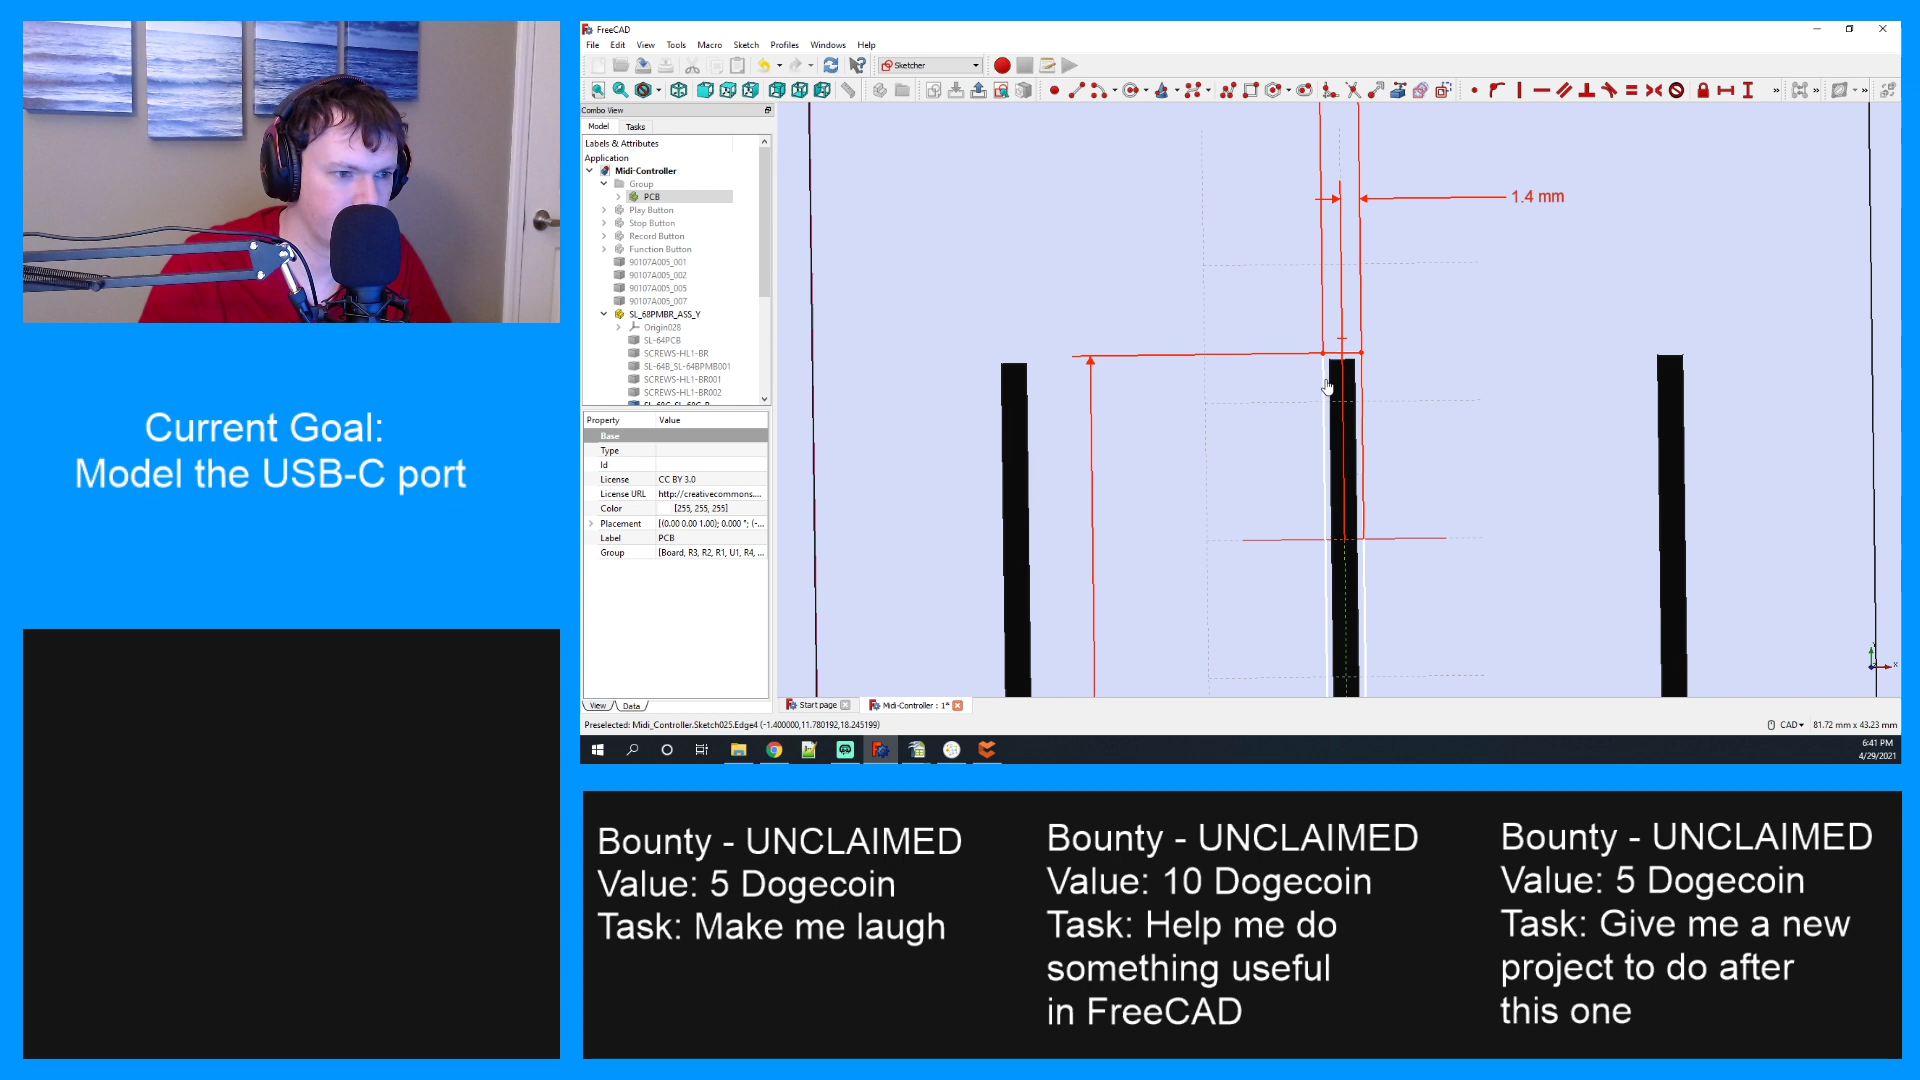 FreeCAD
File Edit View Tools Macro Sketch Profiles Windows Help
Sketcher
Combo View
Model Tasks
Labels & Attributes
Application
Midi-Controller
Group
PCB
Play Button
Stop Button
Record Button
Function Button
90107A005_001
90107A005_002
90107A005_005
90107A005_007
SL_68PMBR_ASS_Y
Origin028
SL-64PCB
SCREWS-HL1-BR
SL-64B_SL-64BPMB001
SCREWS-HL1-BR001
SCREWS-HL1-BR002
Property Value
Base
Type
Id
License CC BY 3.0
License URL http://creativecommons....
Color [255, 255, 255]
Placement [(0.00 0.00 1.00); 0.000 °; (-...
Label PCB
Group [Board, R3, R2, R1, U1, R4, ...
View Data
1.4 mm
Start page
Midi-Controller : 1*
Preselected: Midi_Controller.Sketch025.Edge4 (-1.400000,11.780192,18.245199)
CAD
81.72 mm x 43.23 mm
6:41 PM
4/29/2021
Current Goal:
Model the USB-C port
Bounty - UNCLAIMED
Value: 5 Dogecoin
Task: Make me laugh
Bounty - UNCLAIMED
Value: 10 Dogecoin
Task: Help me do
something useful
in FreeCAD
Bounty - UNCLAIMED
Value: 5 Dogecoin
Task: Give me a new
project to do after
this one